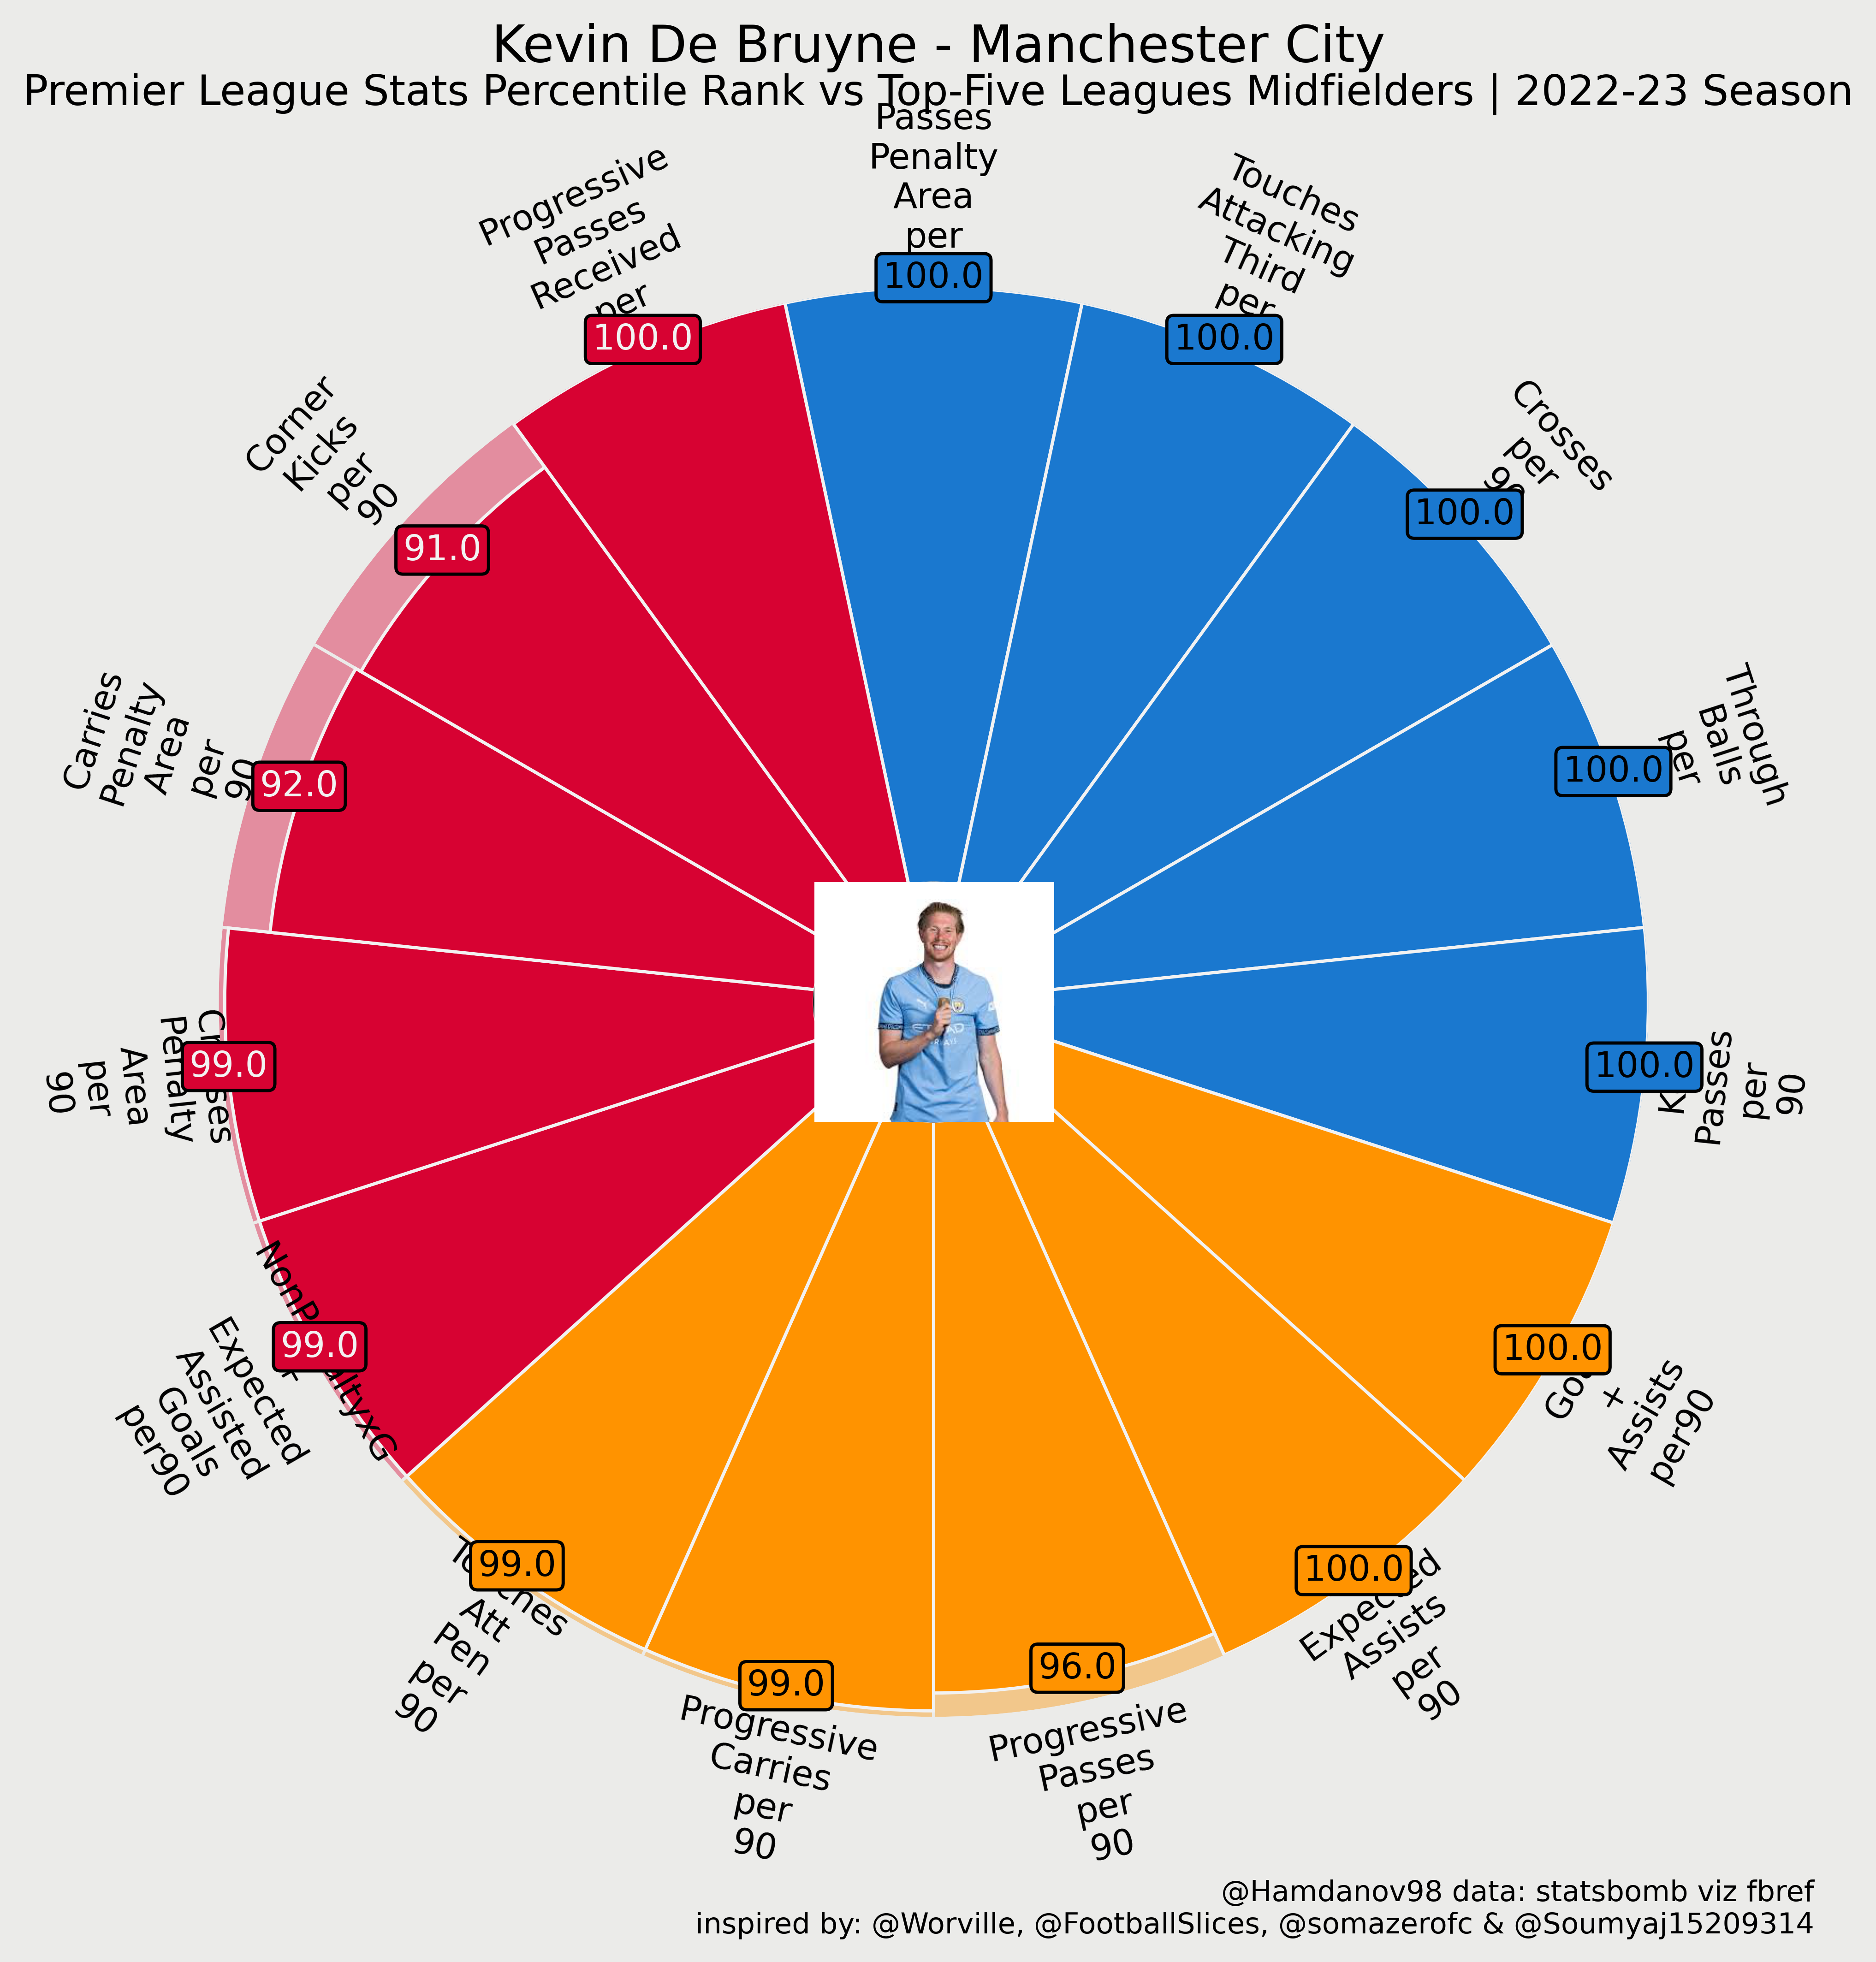 Kevin De Bruyne - Manchester City
Premier League Stats Percentile Rank vs Top-Five Leagues Midfielders | 2022-23 Season
Passes
Penalty
Area
per
100.0
Touches
Attacking
Third
per
100.0
Crosses
per
90
100.0
Through
Balls
per
100.0
Passes
per
90
100.0
+
Assists
per90
100.0
Assists
per
90
100.0
Progressive
Passes
per
90
96.0
Progressive
Carries
per
90
99.0
Att
Pen
per
90
99.0
Expected
Assisted
Goals
per90
99.0
Penalty
Area
per
90
99.0
Carries
Penalty
Area
per
90
92.0
Corner
Kicks
per
90
91.0
Progressive
Passes
Received
per
100.0
@Hamdanov98 data: statsbomb viz fbref
inspired by: @Worville, @FootballSlices, @somazerofc & @Soumyaj15209314